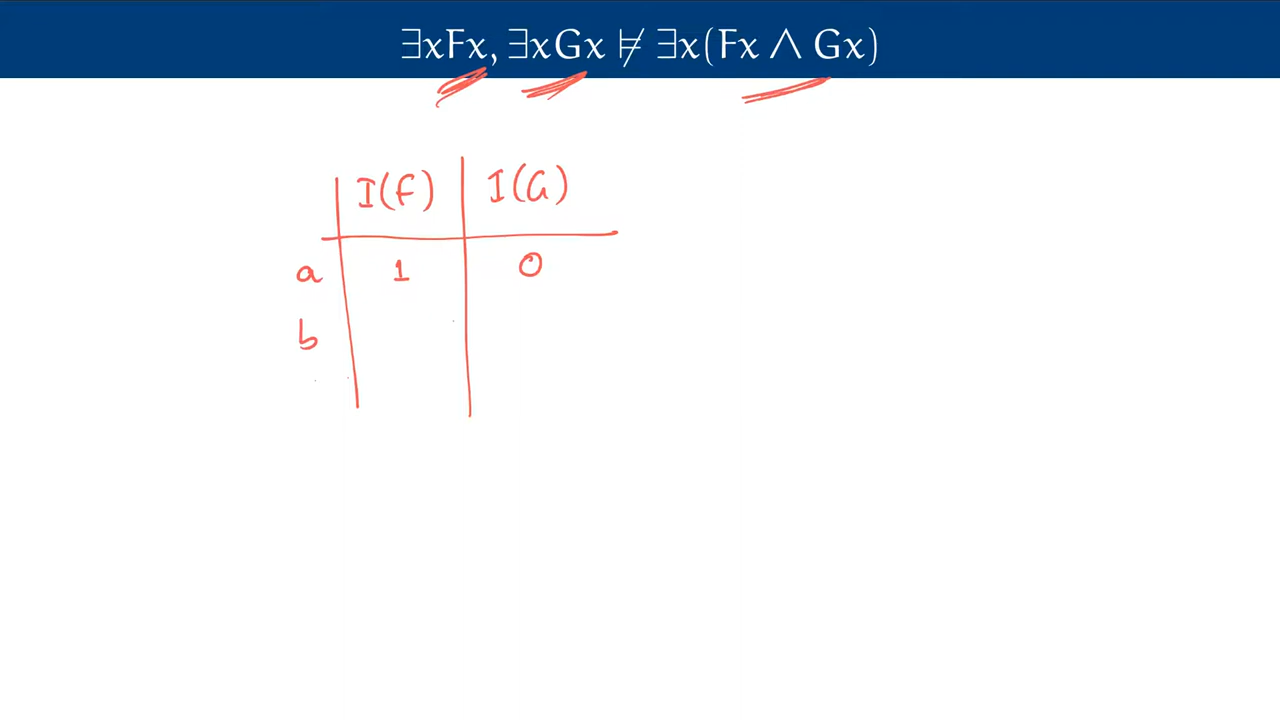 ∃xFx, ∃xGx ⊭ ∃x(Fx ∧ Gx)
I(F) I(G)
a 1 0
b